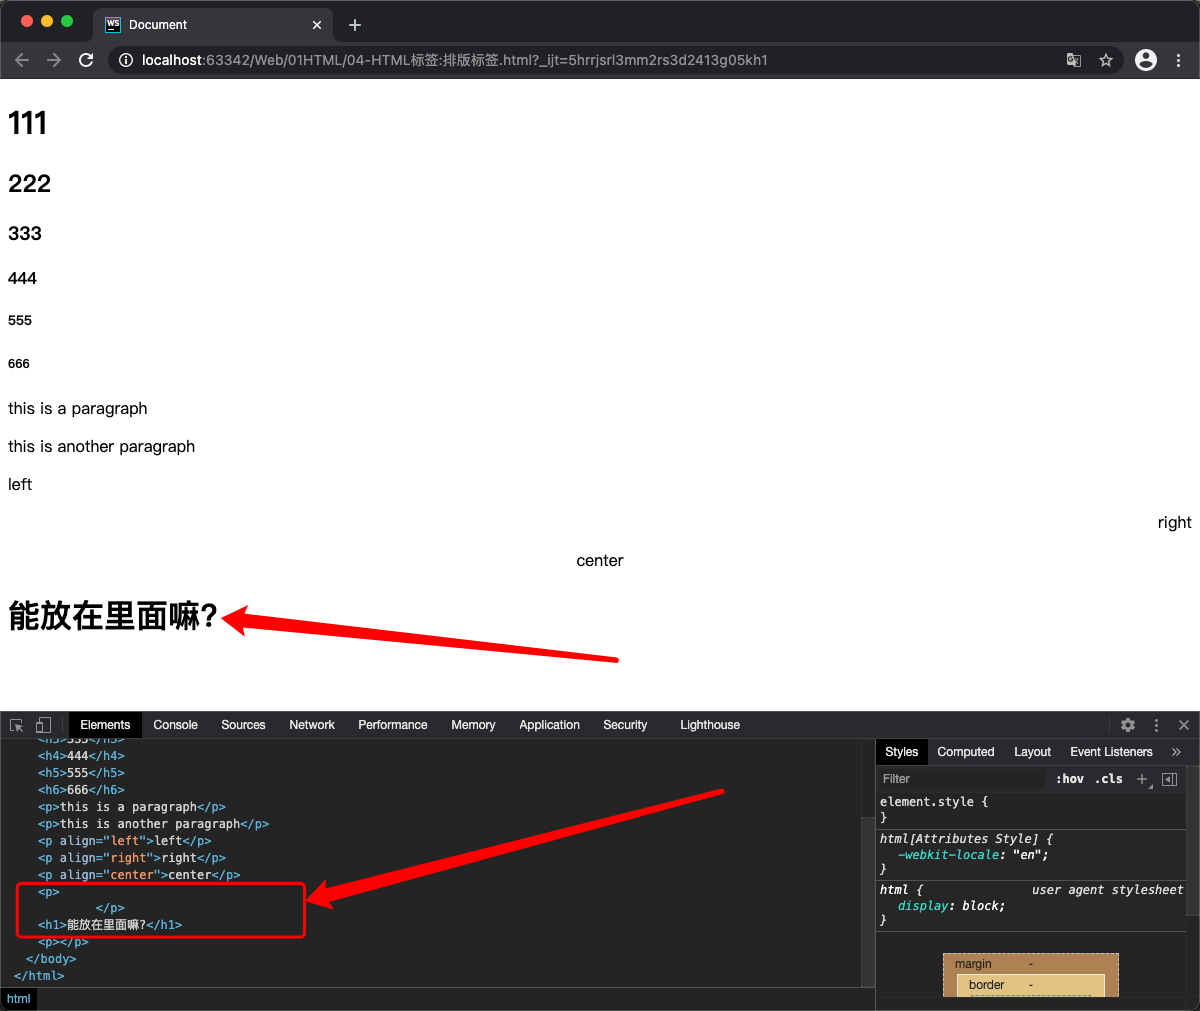 WS Document
localhost:63342/Web/01HTML/04-HTML标签:排版标签.html?_ijt=5hrrjsrl3mm2rs3d2413g05kh1
111
222
333
444
555
666
this is a paragraph
this is another paragraph
left
right
center
能放在里面嘛?
Elements Console Sources Network Performance Memory Application Security Lighthouse
<h3>333</h3>
<h4>444</h4>
<h5>555</h5>
<h6>666</h6>
<p>this is a paragraph</p>
<p>this is another paragraph</p>
<p align="left">left</p>
<p align="right">right</p>
<p align="center">center</p>
<p>
</p>
<h1>能放在里面嘛?</h1>
<p></p>
</body>
</html>
html
Styles Computed Layout Event Listeners »
Filter :hov .cls +
element.style {
}
html[Attributes Style] {
-webkit-locale: "en";
}
html { user agent stylesheet
display: block;
}
margin -
border -